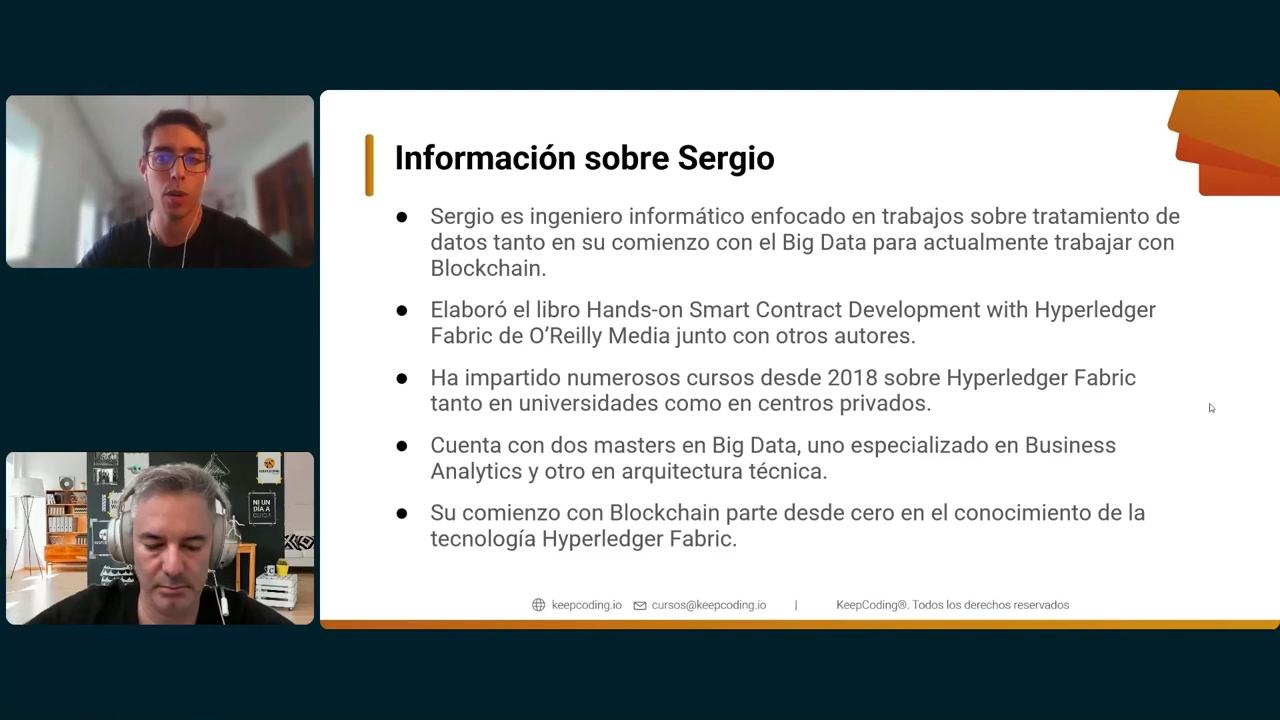 Información sobre Sergio
● Sergio es ingeniero informático enfocado en trabajos sobre tratamiento de
datos tanto en su comienzo con el Big Data para actualmente trabajar con
Blockchain.
● Elaboró el libro Hands-on Smart Contract Development with Hyperledger
Fabric de O’Reilly Media junto con otros autores.
● Ha impartido numerosos cursos desde 2018 sobre Hyperledger Fabric
tanto en universidades como en centros privados.
● Cuenta con dos masters en Big Data, uno especializado en Business
Analytics y otro en arquitectura técnica.
● Su comienzo con Blockchain parte desde cero en el conocimiento de la
tecnología Hyperledger Fabric.
keepcoding.io cursos@keepcoding.io | KeepCoding®. Todos los derechos reservados
NI UN
DÍA A